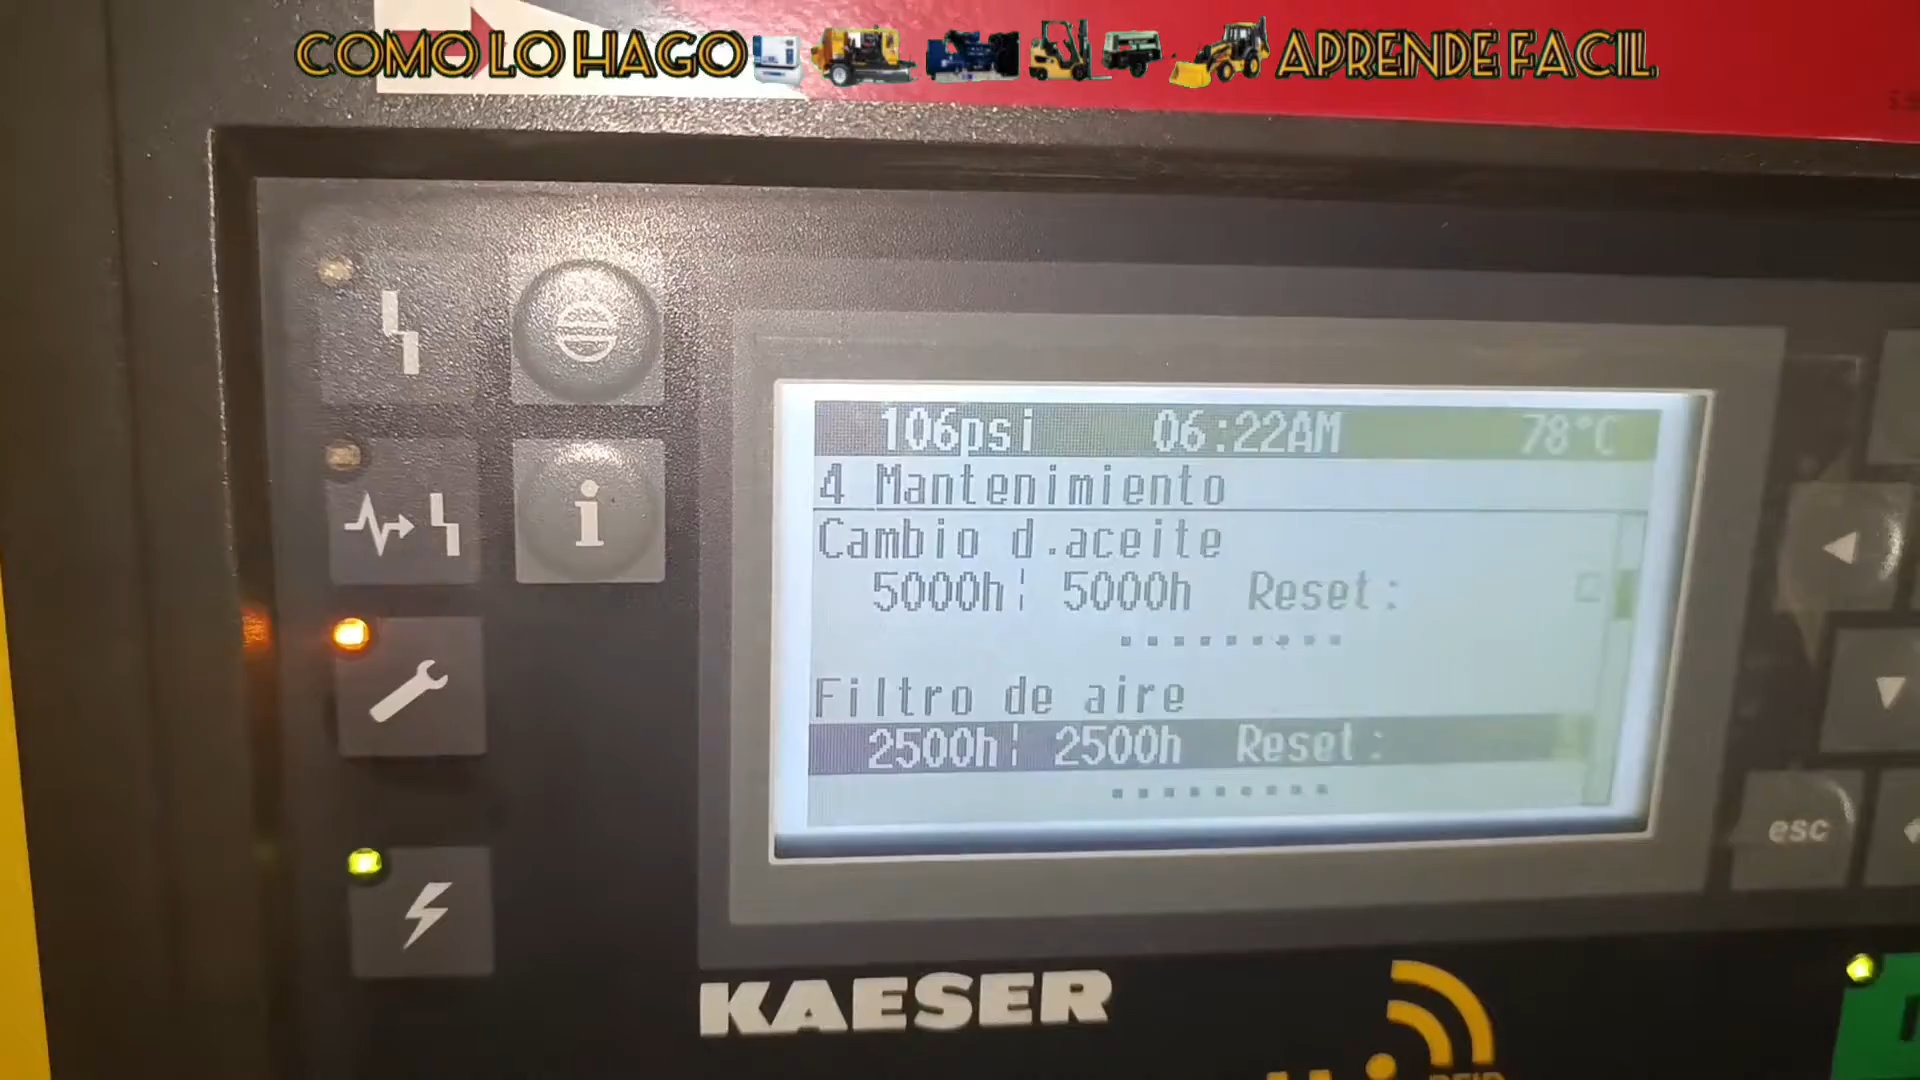 COMO LO HAGO APRENDE FACIL
106psi 06:22AM 78°C
4 Mantenimiento
Cambio d.aceite
5000h¦ 5000h Reset:
Filtro de aire
2500h¦ 2500h Reset:
i
esc
KAESER